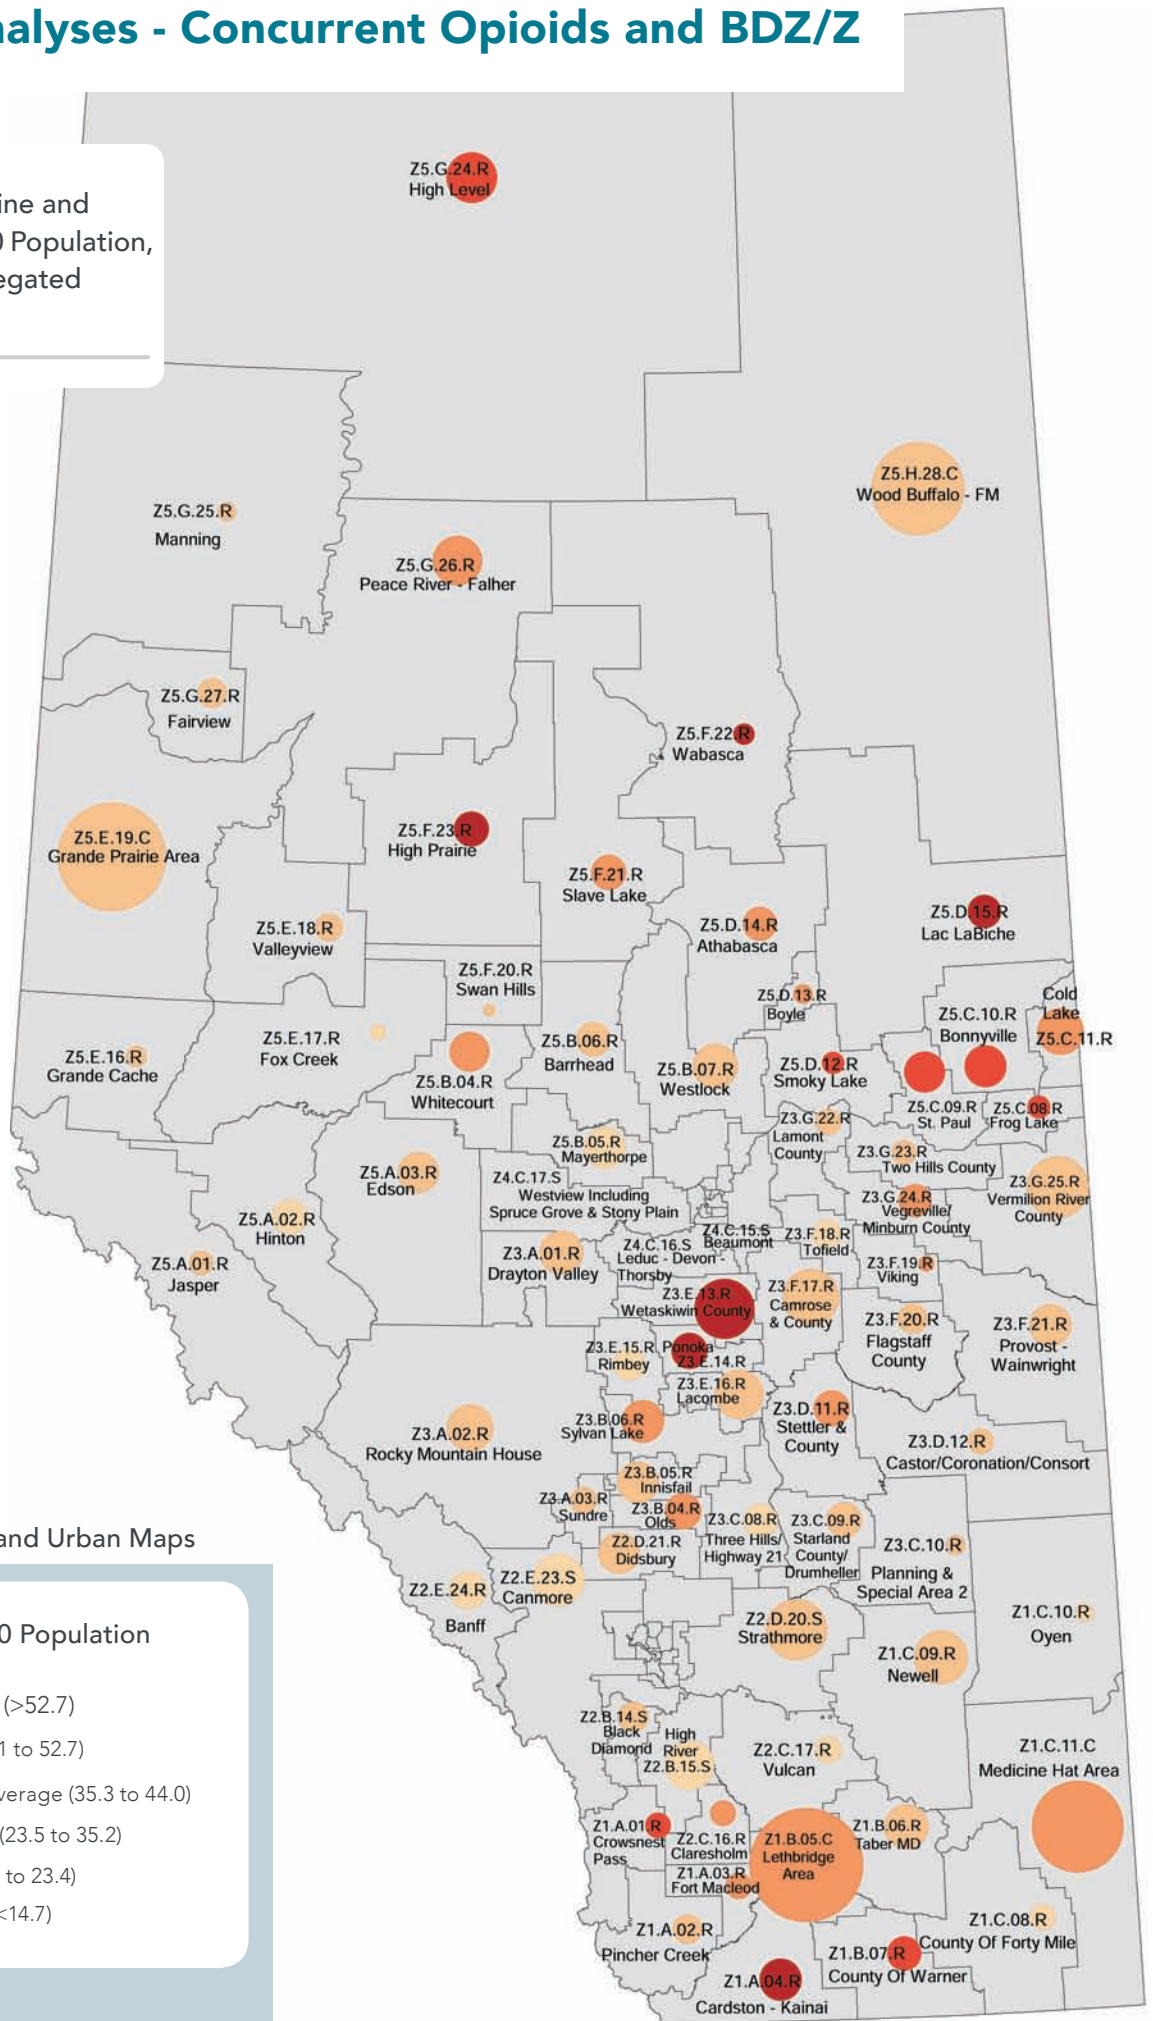 nalyses - Concurrent Opioids and BDZ/Z
ine and
0 Population,
egated
Z5.G.24.R
High Level
Z5.H.28.C
Wood Buffalo - FM
Z5.G.25.R
Manning
Z5.G.26.R
Peace River - Falher
Z5.G.27.R
Fairview
Z5.F.22.R
Wabasca
Z5.E.19.C
Grande Prairie Area
Z5.F.23.R
High Prairie
Z5.F.21.R
Slave Lake
Z5.E.18.R
Valleyview
Z5.D.14.R
Athabasca
Z5.D.15.R
Lac LaBiche
Z5.F.20.R
Swan Hills
Z5.D.13.R
Boyle
Z5.C.10.R
Bonnyville
Cold
Lake
Z5.C.11.R
Z5.E.16.R
Grande Cache
Z5.E.17.R
Fox Creek
Z5.B.04.R
Whitecourt
Z5.B.06.R
Barrhead
Z5.B.07.R
Westlock
Z5.D.12.R
Smoky Lake
Z5.C.09.R
St. Paul
Z5.C.08.R
Frog Lake
Z5.B.05.R
Mayerthorpe
Z3.G.22.R
Lamont
County
Z3.G.23.R
Two Hills County
Z3.G.25.R
Vermilion River
County
Z5.A.03.R
Edson
Z4.C.17.S
Westview Including
Spruce Grove & Stony Plain
Z3.G.24.R
Vegreville/
Minburn County
Z5.A.02.R
Hinton
Z5.A.01.R
Jasper
Z3.A.01.R
Drayton Valley
Z4.C.16.S
Leduc - Devon -
Thorsby
Z4.C.15.S
Beaumont
Z3.F.18.R
Tofield
Z3.F.19.R
Viking
Z3.E.13.R
Wetaskiwin County
Z3.F.17.R
Camrose
& County
Z3.F.20.R
Flagstaff
County
Z3.F.21.R
Provost -
Wainwright
Z3.E.15.R
Rimbey
Ponoka
Z3.E.14.R
Z3.E.16.R
Lacombe
Z3.A.02.R
Rocky Mountain House
Z3.B.06.R
Sylvan Lake
Z3.D.11.R
Stettler &
County
Z3.D.12.R
Castor/Coronation/Consort
Z3.B.05.R
Innisfail
Z3.A.03.R
Sundre
Z3.B.04.R
Olds
Z3.C.08.R
Three Hills/
Highway 21
Z3.C.09.R
Starland
County/
Drumheller
Z3.C.10.R
Planning &
Special Area 2
Z2.D.21.R
Didsbury
and Urban Maps
Z2.E.24.R
Banff
Z2.E.23.S
Canmore
Z2.D.20.S
Strathmore
Z1.C.10.R
Oyen
Z1.C.09.R
Newell
0 Population
(>52.7)
1 to 52.7)
verage (35.3 to 44.0)
(23.5 to 35.2)
to 23.4)
<14.7)
Z2.B.14.S
Black
Diamond
High
River
Z2.B.15.S
Z2.C.17.R
Vulcan
Z1.C.11.C
Medicine Hat Area
Z1.A.01.R
Crowsnest
Pass
Z2.C.16.R
Claresholm
Z1.B.05.C
Lethbridge
Area
Z1.B.06.R
Taber MD
Z1.A.03.R
Fort Macleod
Z1.A.02.R
Pincher Creek
Z1.C.08.R
County Of Forty Mile
Z1.B.07.R
County Of Warner
Z1.A.04.R
Cardston - Kainai